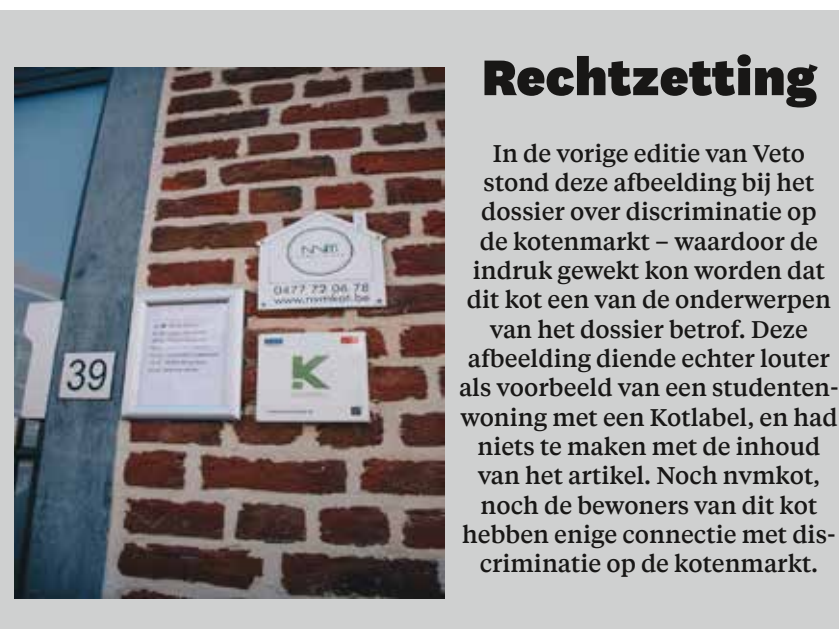 Rechtzetting
In de vorige editie van Veto
stond deze afbeelding bij het
dossier over discriminatie op
de kotenmarkt – waardoor de
indruk gewekt kon worden dat
dit kot een van de onderwerpen
van het dossier betrof. Deze
afbeelding diende echter louter
als voorbeeld van een studenten-
woning met een Kotlabel, en had
niets te maken met de inhoud
van het artikel. Noch nvmkot,
noch de bewoners van dit kot
hebben enige connectie met dis-
criminatie op de kotenmarkt.
0477 72 06 78
www.nvmkot.be
39
K